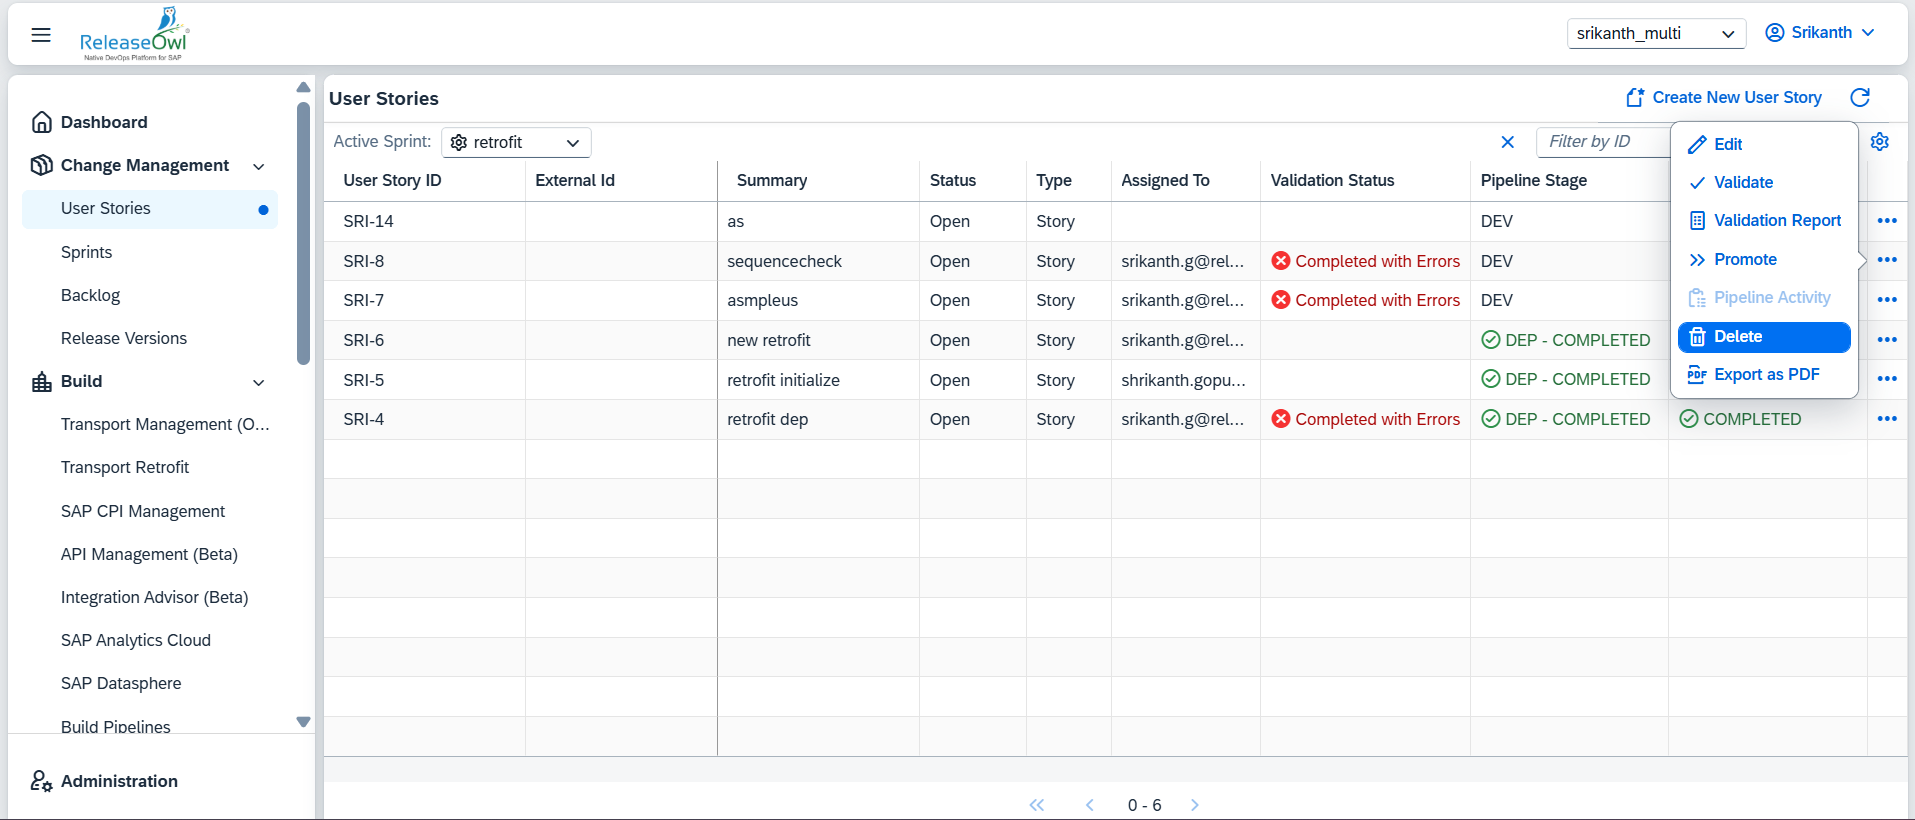 ReleaseOwl
Native DevOps Platform for SAP
srikanth_multi
Srikanth
Dashboard
Change Management
User Stories
Sprints
Backlog
Release Versions
Build
Transport Management (O...
Transport Retrofit
SAP CPI Management
API Management (Beta)
Integration Advisor (Beta)
SAP Analytics Cloud
SAP Datasphere
Build Pipelines
Administration
User Stories
Create New User Story
Active Sprint: retrofit Filter by ID
User Story ID External Id Summary Status Type Assigned To Validation Status Pipeline Stage
SRI-14 as Open Story DEV
SRI-8 sequencecheck Open Story srikanth.g@rel... Completed with Errors DEV
SRI-7 asmpleus Open Story srikanth.g@rel... Completed with Errors DEV
SRI-6 new retrofit Open Story srikanth.g@rel... DEP - COMPLETED
SRI-5 retrofit initialize Open Story shrikanth.gopu... DEP - COMPLETED
SRI-4 retrofit dep Open Story srikanth.g@rel... Completed with Errors DEP - COMPLETED COMPLETED
Edit
Validate
Validation Report
Promote
Pipeline Activity
Delete
PDF Export as PDF
0 - 6